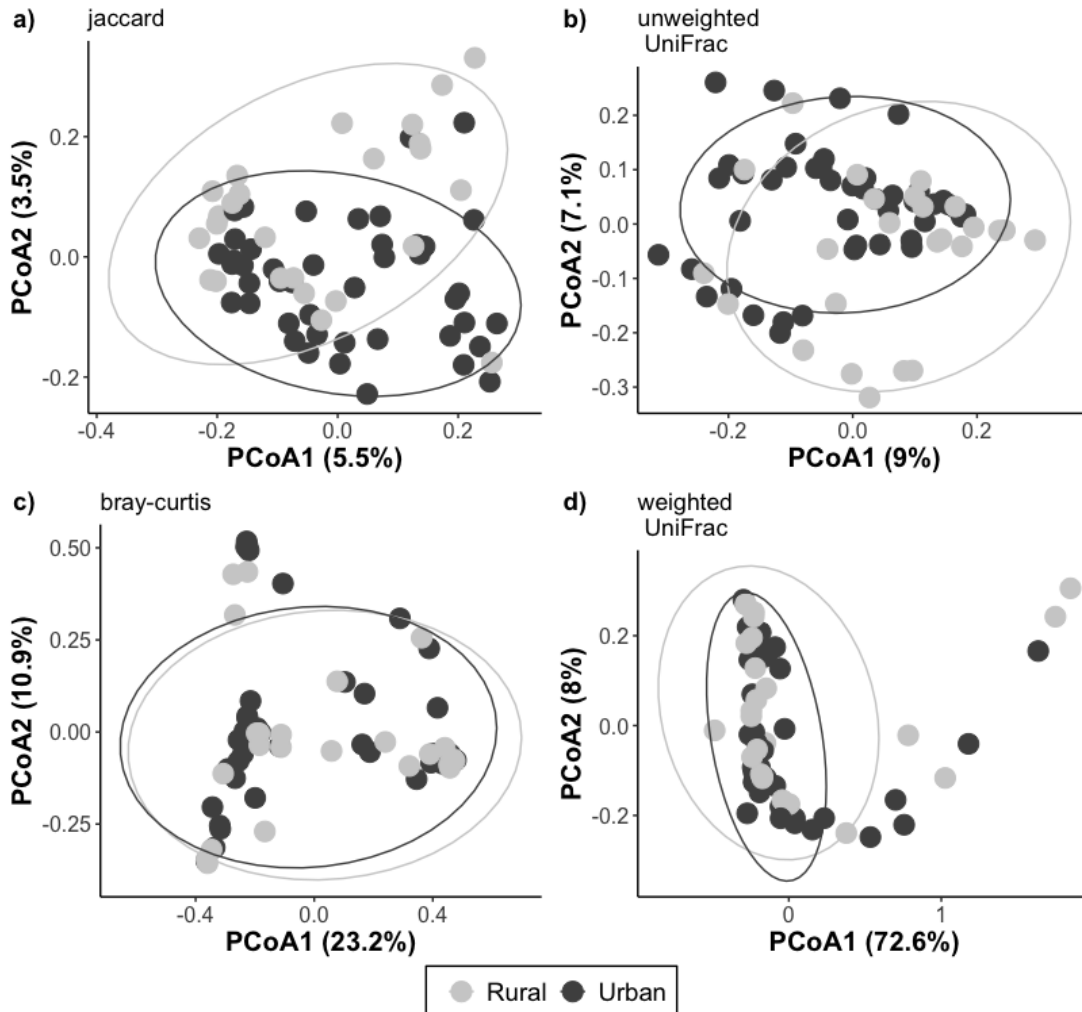 a) jaccard
PCoA2 (3.5%)
0.2
0.0
-0.2
-0.4 -0.2 0.0 0.2
PCoA1 (5.5%)
b) unweighted
UniFrac
PCoA2 (7.1%)
0.2
0.1
0.0
-0.1
-0.2
-0.3
-0.2 0.0 0.2
PCoA1 (9%)
c) bray-curtis
PCoA2 (10.9%)
0.50
0.25
0.00
-0.25
-0.4 0.0 0.4
PCoA1 (23.2%)
d) weighted
UniFrac
PCoA2 (8%)
0.2
0.0
-0.2
0 1
PCoA1 (72.6%)
Rural Urban